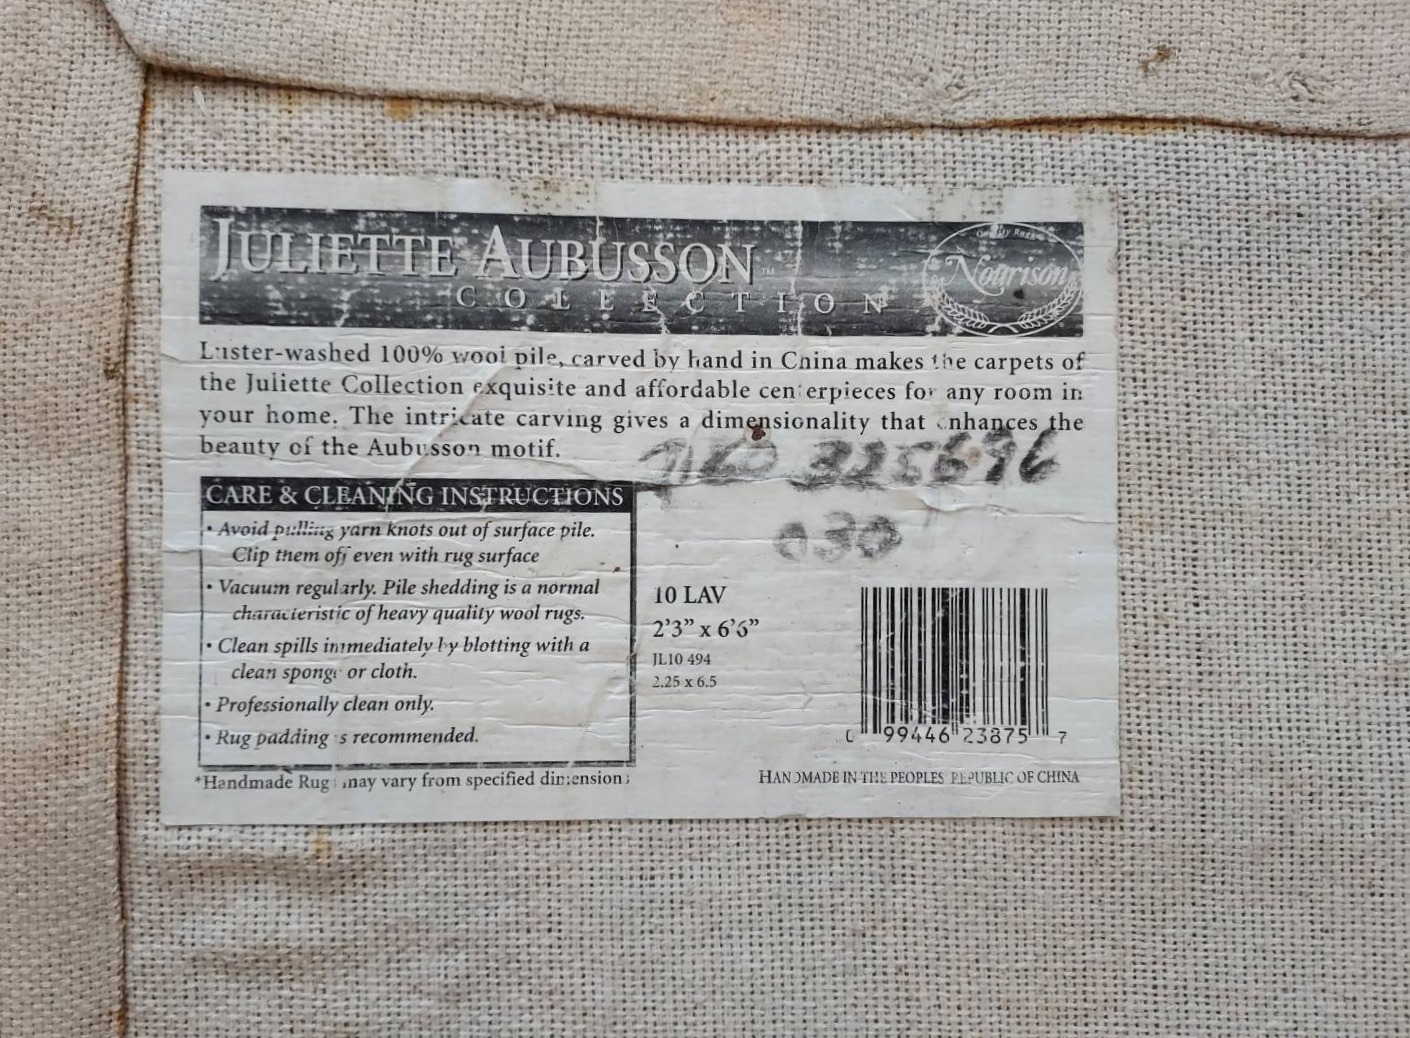 JULIETTE AUBUSSON™
COLLECTION
Quality Rugs
Nourison
Luster-washed 100% wool pile, carved by hand in China makes the carpets of
the Juliette Collection exquisite and affordable centerpieces for any room in
your home. The intricate carving gives a dimensionality that enhances the
beauty of the Aubusson motif.
325696
030
CARE & CLEANING INSTRUCTIONS
• Avoid pulling yarn knots out of surface pile.
Clip them off even with rug surface
• Vacuum regularly. Pile shedding is a normal
characteristic of heavy quality wool rugs.
• Clean spills immediately by blotting with a
clean sponge or cloth.
• Professionally clean only.
• Rug padding is recommended.
10 LAV
2'3" x 6'6"
JL10 494
2.25 x 6.5
0 99446 23875 7
*Handmade Rugs may vary from specified dimensions
HANDMADE IN THE PEOPLES REPUBLIC OF CHINA